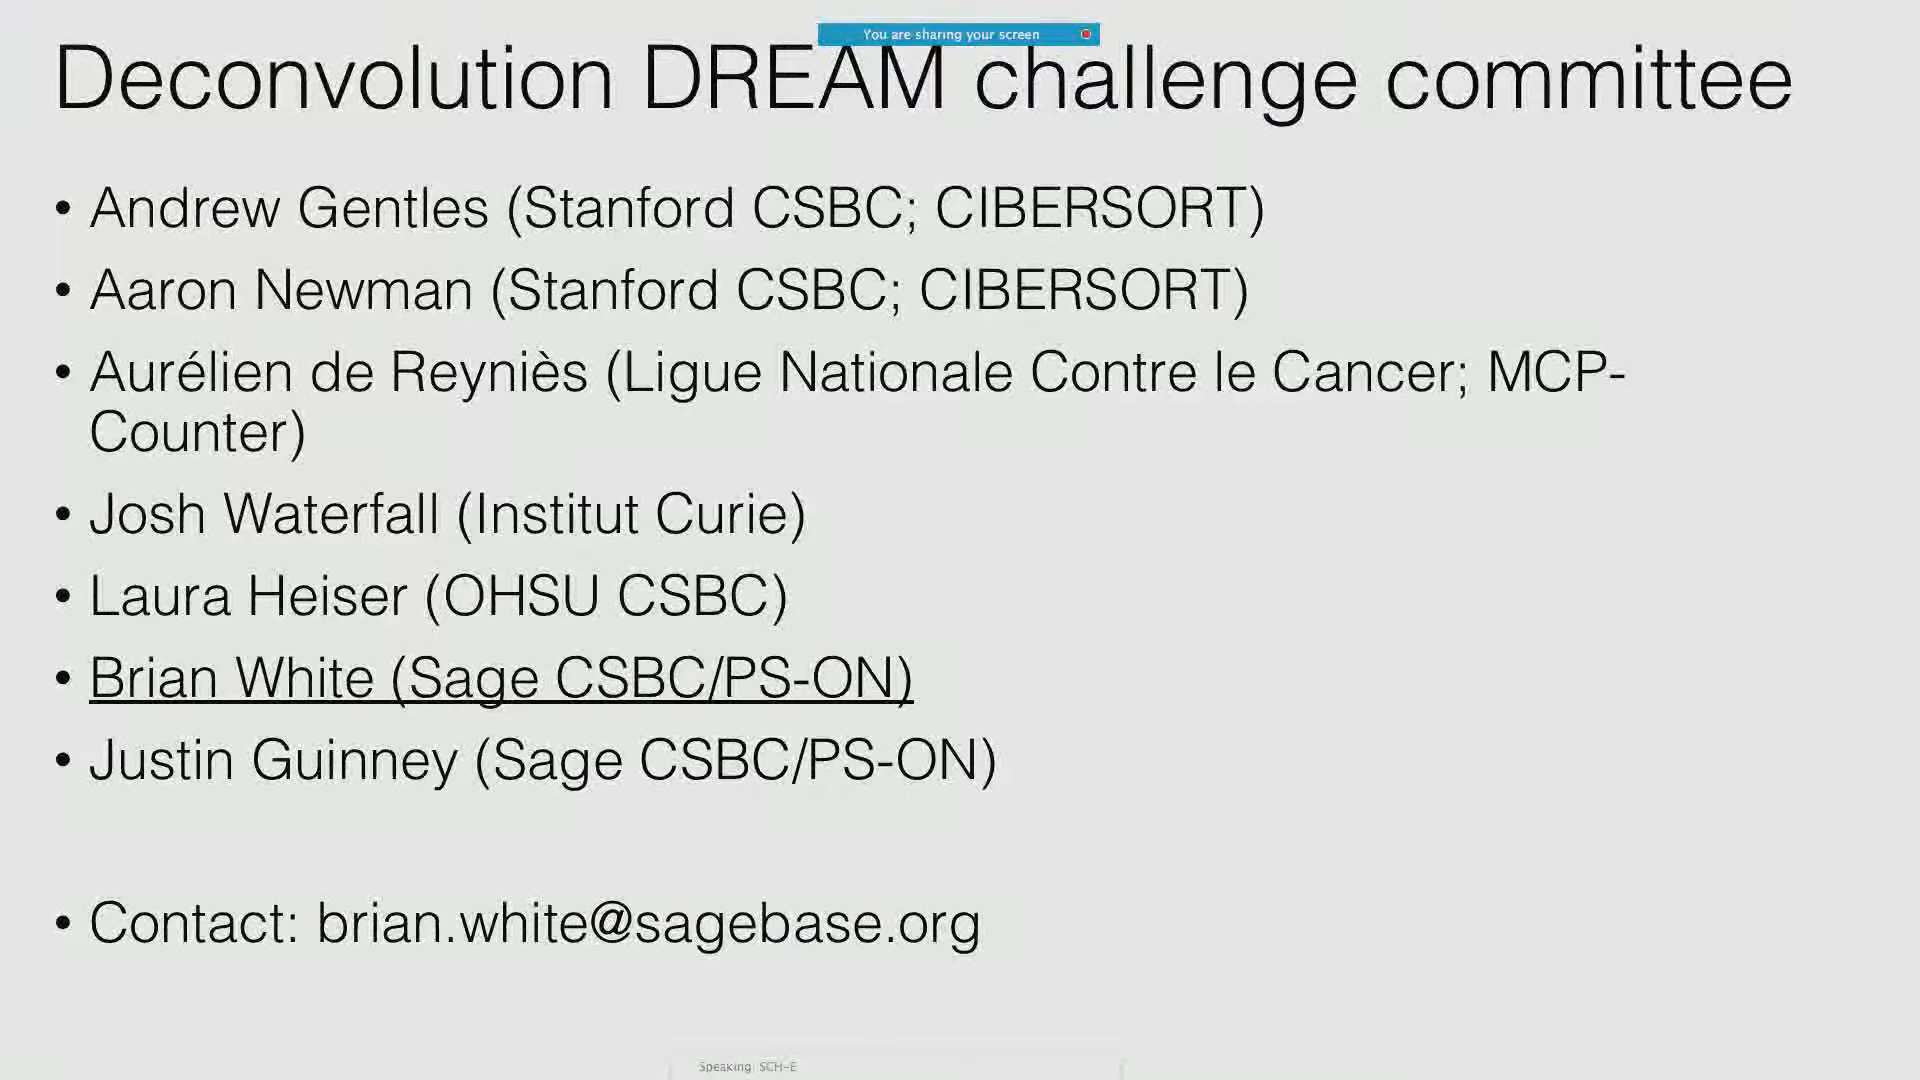 You are sharing your screen
Deconvolution DREAM challenge committee
• Andrew Gentles (Stanford CSBC; CIBERSORT)
• Aaron Newman (Stanford CSBC; CIBERSORT)
• Aurélien de Reyniès (Ligue Nationale Contre le Cancer; MCP-
Counter)
• Josh Waterfall (Institut Curie)
• Laura Heiser (OHSU CSBC)
• Brian White (Sage CSBC/PS-ON)
• Justin Guinney (Sage CSBC/PS-ON)
• Contact: brian.white@sagebase.org
Speaking: SCH-E